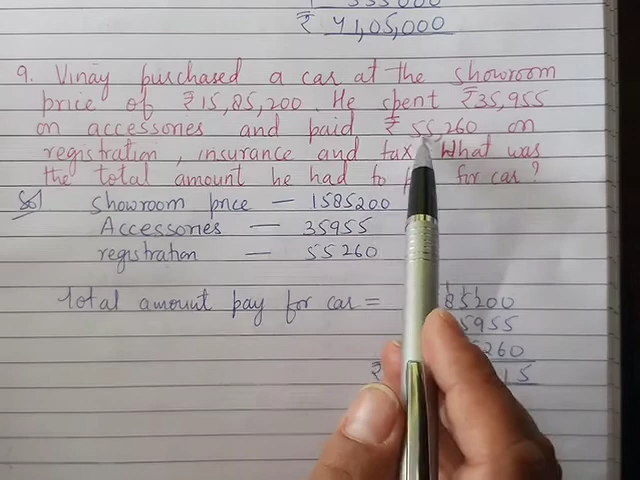 ₹ 41,05,000
9. Vinay purchased a car at the showroom
price of ₹15,85,200. He spent ₹35,955
on accessories and paid ₹ 55,260 on
registration, insurance and tax. What was
the total amount he had to for car?
Sol showroom price — 1585200
Accessories — 35955
registration — 55260
Total amount pay for car = 85200
5955
260
₹ 15